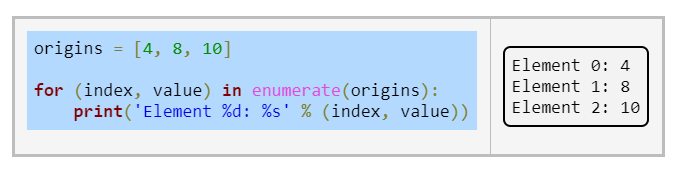 origins = [4, 8, 10]
for (index, value) in enumerate(origins):
    print('Element %d: %s' % (index, value))
Element 0: 4
Element 1: 8
Element 2: 10